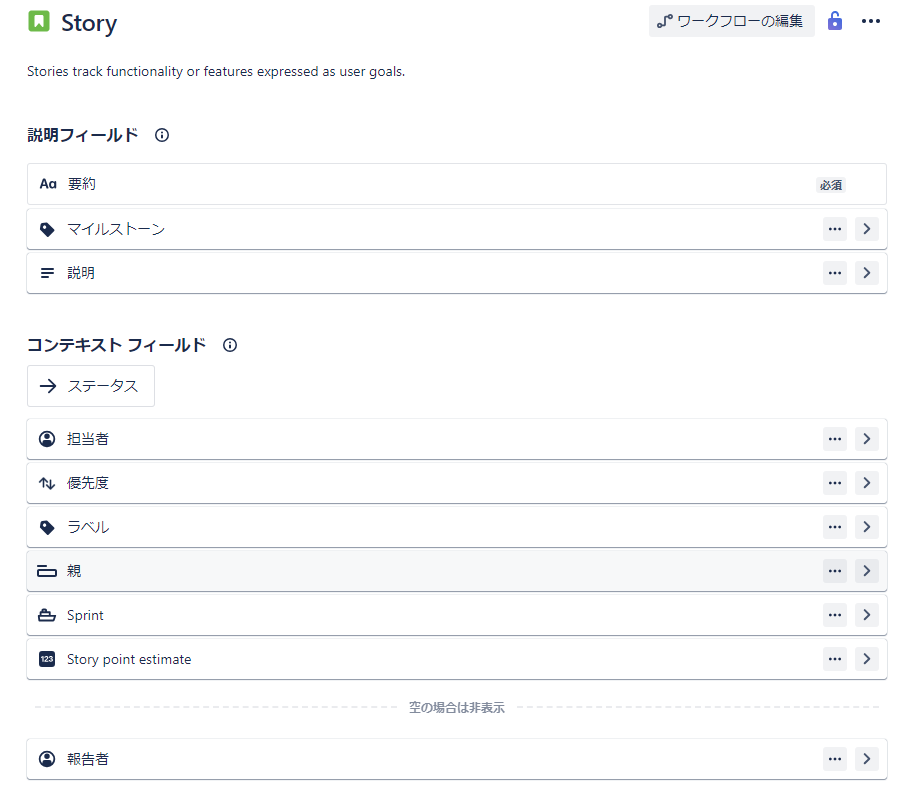 Story
ワークフローの編集
Stories track functionality or features expressed as user goals.
説明フィールド
Aa 要約 必須
マイルストーン
説明
コンテキスト フィールド
ステータス
担当者
優先度
ラベル
親
Sprint
123 Story point estimate
空の場合は非表示
報告者